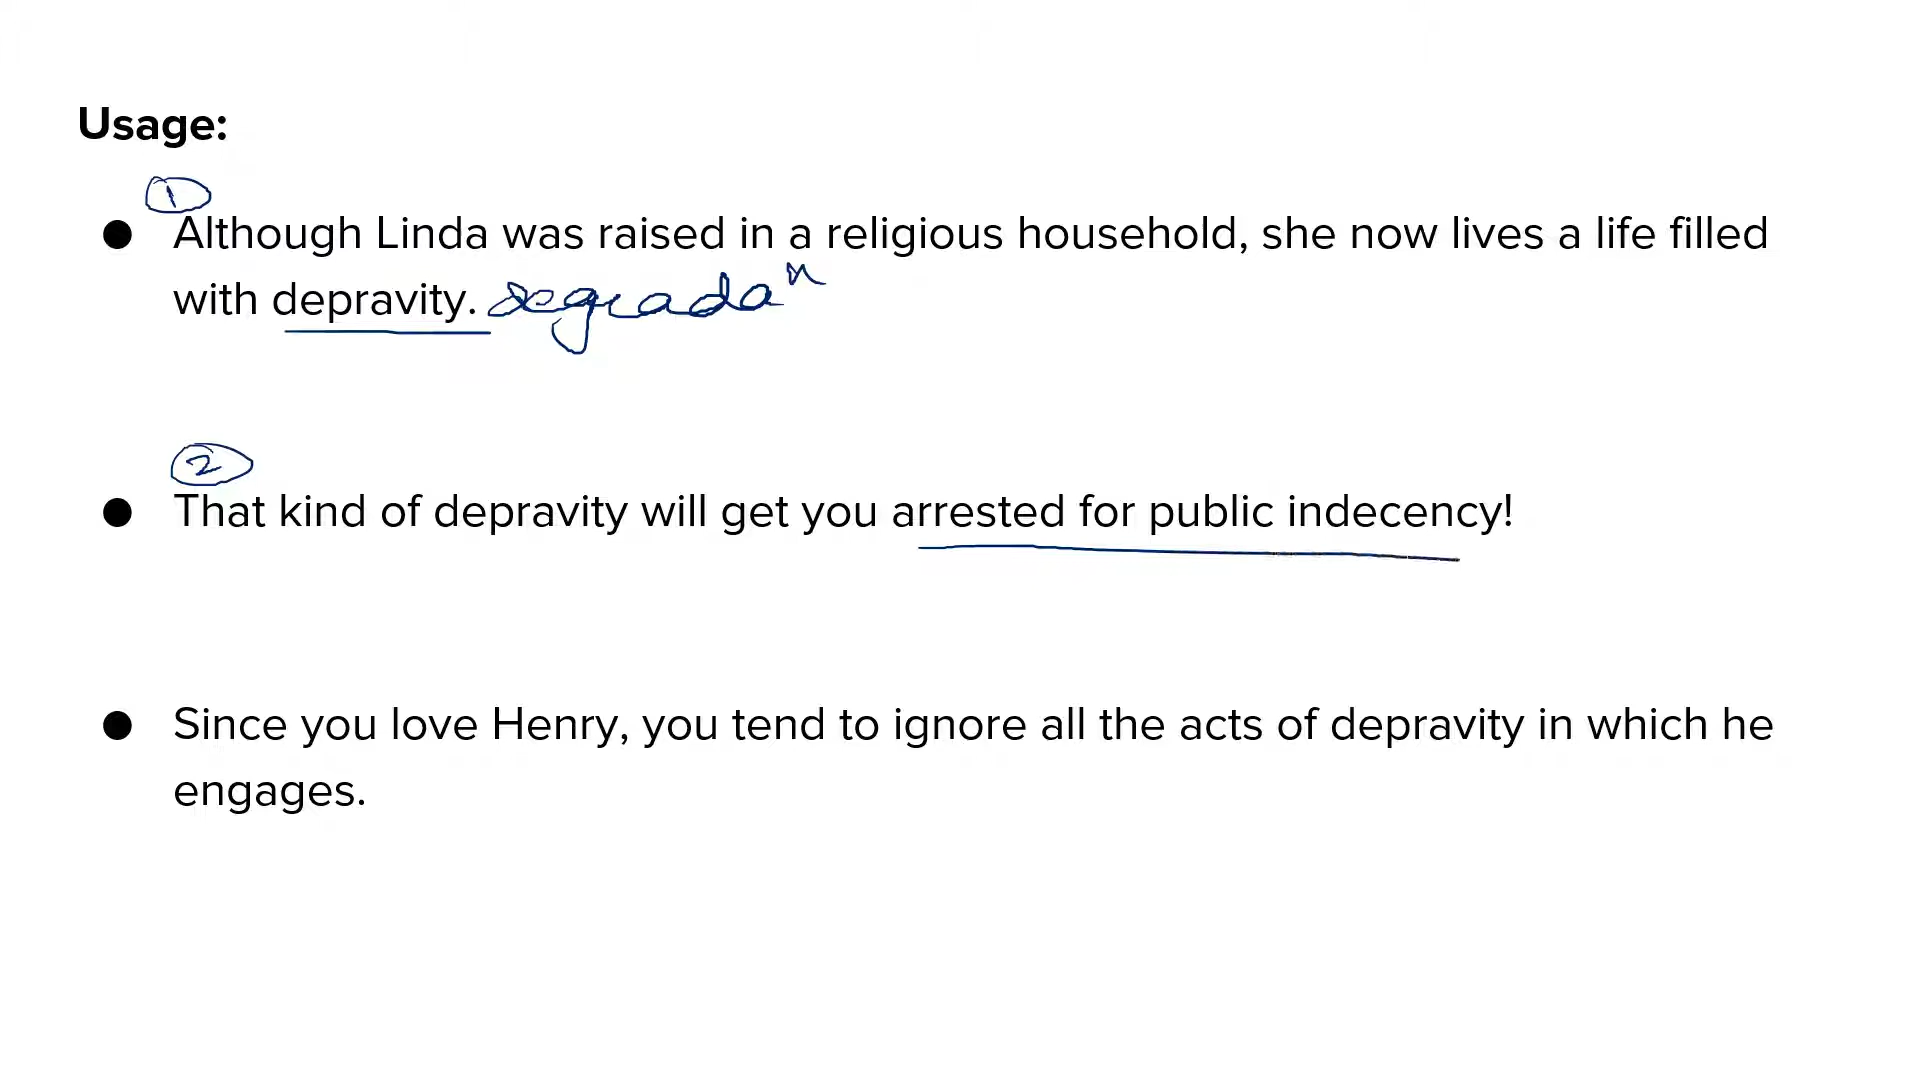 Usage:
1
● Although Linda was raised in a religious household, she now lives a life filled
with depravity. degradaⁿ
2
● That kind of depravity will get you arrested for public indecency!
● Since you love Henry, you tend to ignore all the acts of depravity in which he
engages.